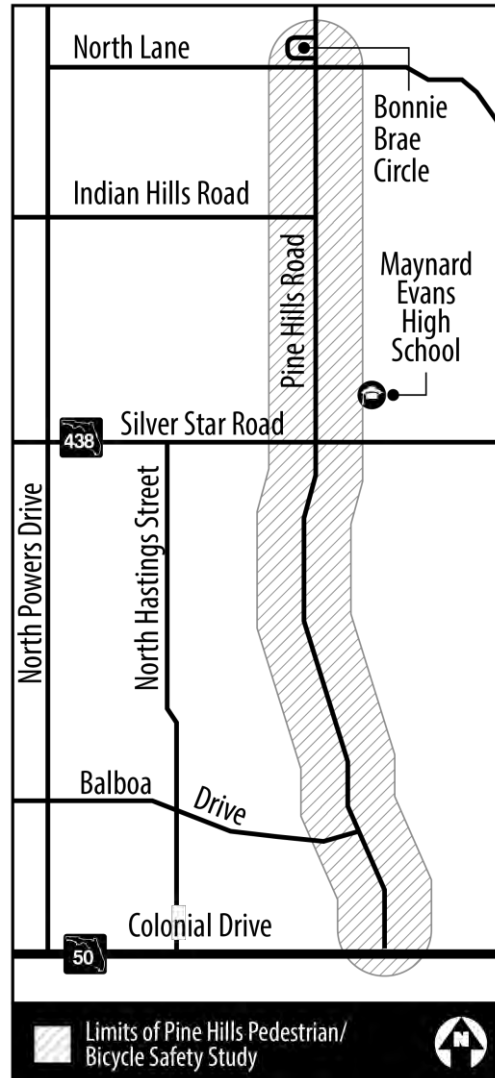 North Lane
Bonnie
Brae
Circle
Indian Hills Road
Pine Hills Road
Maynard
Evans
High
School
438
Silver Star Road
North Powers Drive
North Hastings Street
Balboa
Drive
Colonial Drive
50
Limits of Pine Hills Pedestrian/
Bicycle Safety Study
N